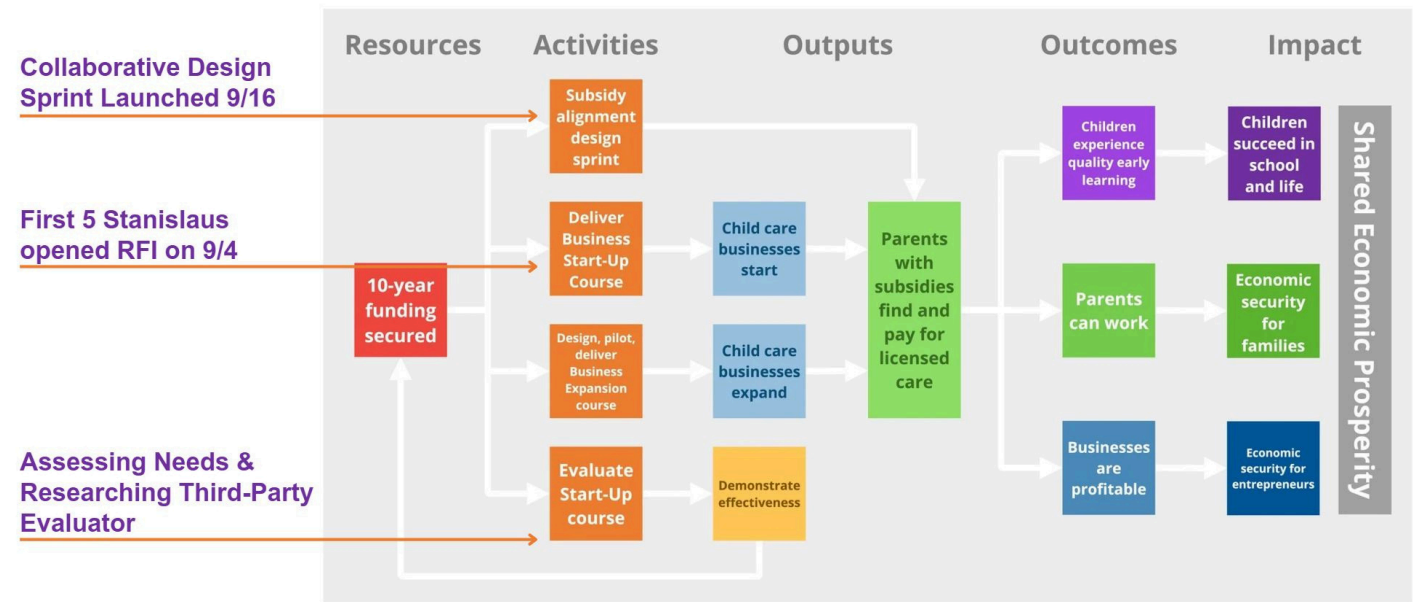 Resources
Activities
Outputs
Outcomes
Impact
Collaborative Design
Sprint Launched 9/16
First 5 Stanislaus
opened RFI on 9/4
Assessing Needs &
Researching Third-Party
Evaluator
10-year
funding
secured
Subsidy
alignment
design
sprint
Deliver
Business
Start-Up
Course
Design, pilot,
deliver
Business
Expansion
course
Evaluate
Start-Up
course
Child care
businesses
start
Child care
businesses
expand
Demonstrate
effectiveness
Parents
with
subsidies
find and
pay for
licensed
care
Children
experience
quality early
learning
Parents
can work
Businesses
are
profitable
Children
succeed in
school
and life
Economic
security
for
families
Economic
security for
entrepreneurs
Shared Economic Prosperity